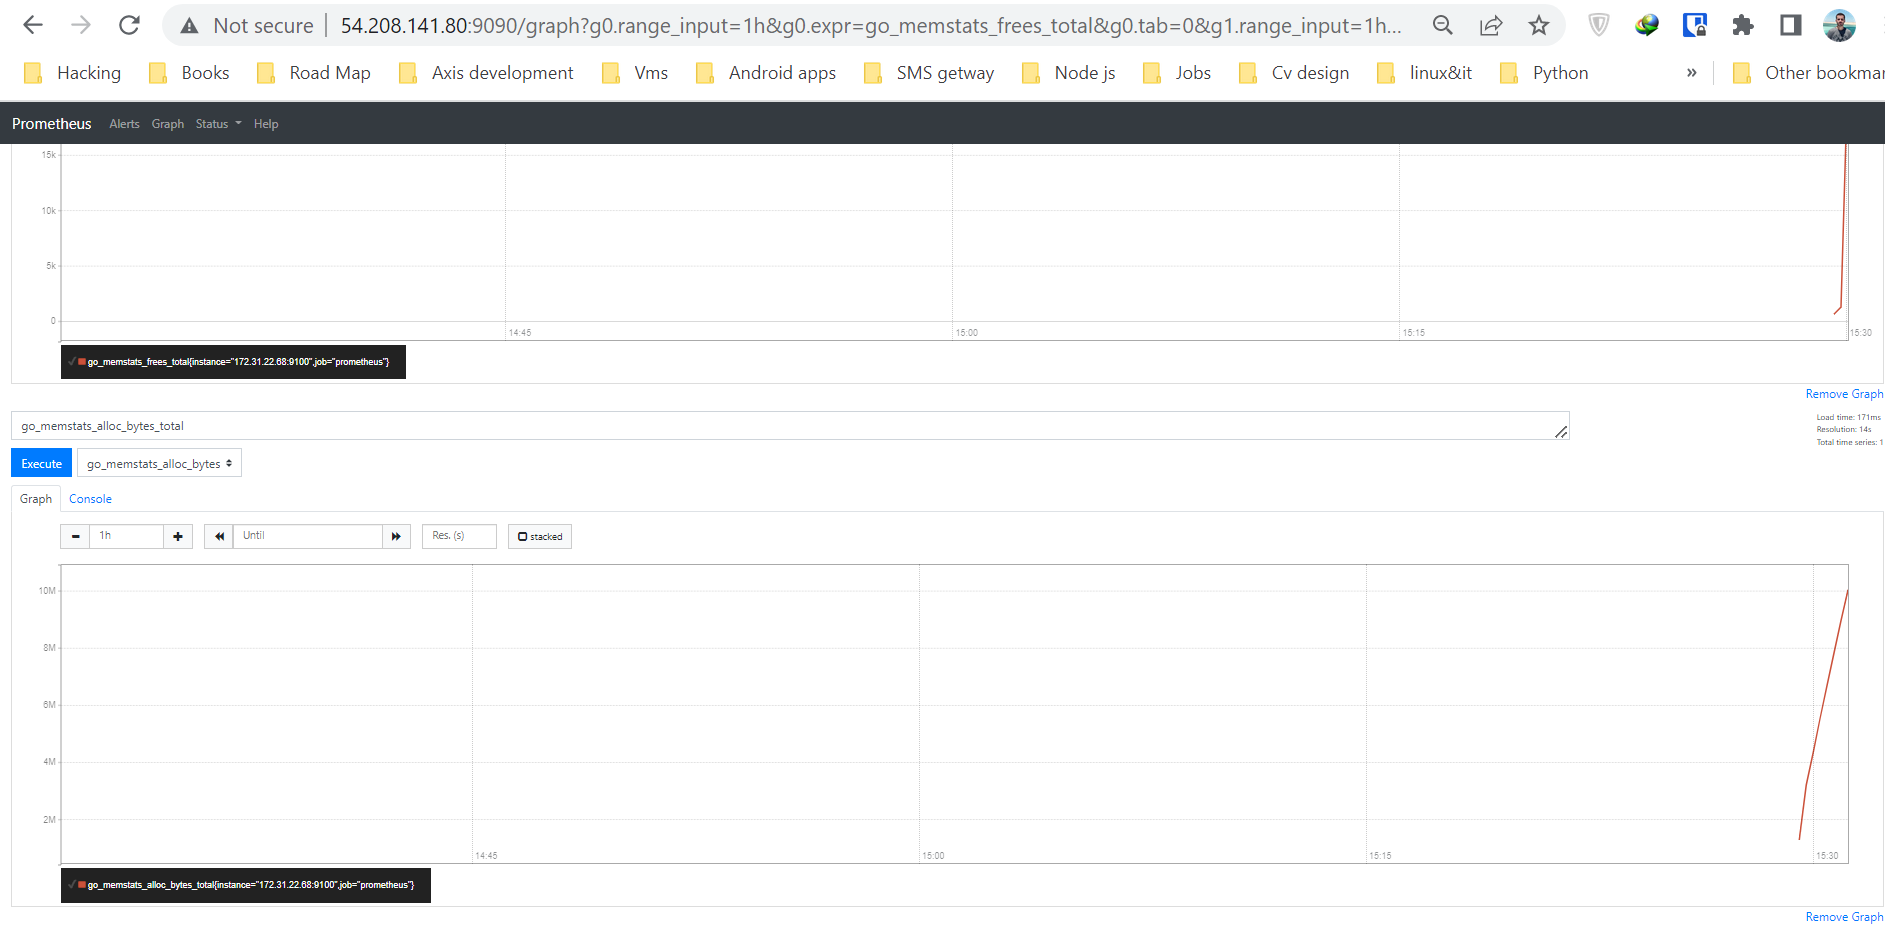 Not secure 54.208.141.80:9090/graph?g0.range_input=1h&g0.expr=go_memstats_frees_total&g0.tab=0&g1.range_input=1h...
Hacking Books Road Map Axis development Vms Android apps SMS getway Node js Jobs Cv design linux&it Python » Other bookmar
Prometheus Alerts Graph Status Help
15k
10k
5k
0
14:45 15:00 15:15 15:30
go_memstats_frees_total{instance="172.31.22.68:9100",job="prometheus"}
Remove Graph
go_memstats_alloc_bytes_total
Load time: 171ms
Resolution: 14s
Total time series: 1
Execute go_memstats_alloc_bytes
Graph Console
1h Until Res. (s) stacked
10M
8M
6M
4M
2M
14:45 15:00 15:15 15:30
go_memstats_alloc_bytes_total{instance="172.31.22.68:9100",job="prometheus"}
Remove Graph